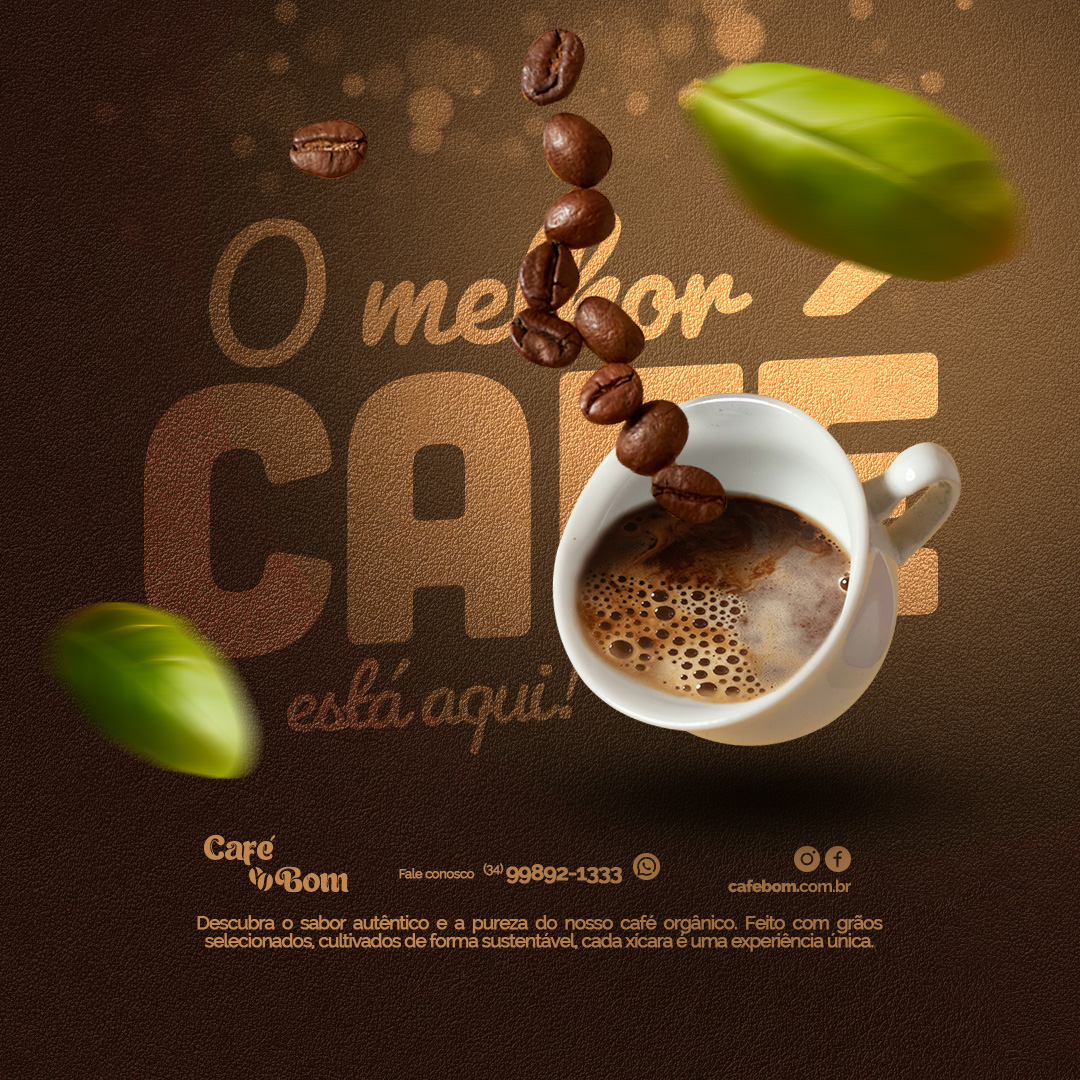 O melhor
CAFÉ
está aqui!
Café
Bom
Fale conosco (34) 99892-1333
cafebom.com.br
Descubra o sabor autêntico e a pureza do nosso café orgânico. Feito com grãos
selecionados, cultivados de forma sustentável, cada xícara é uma experiência única.